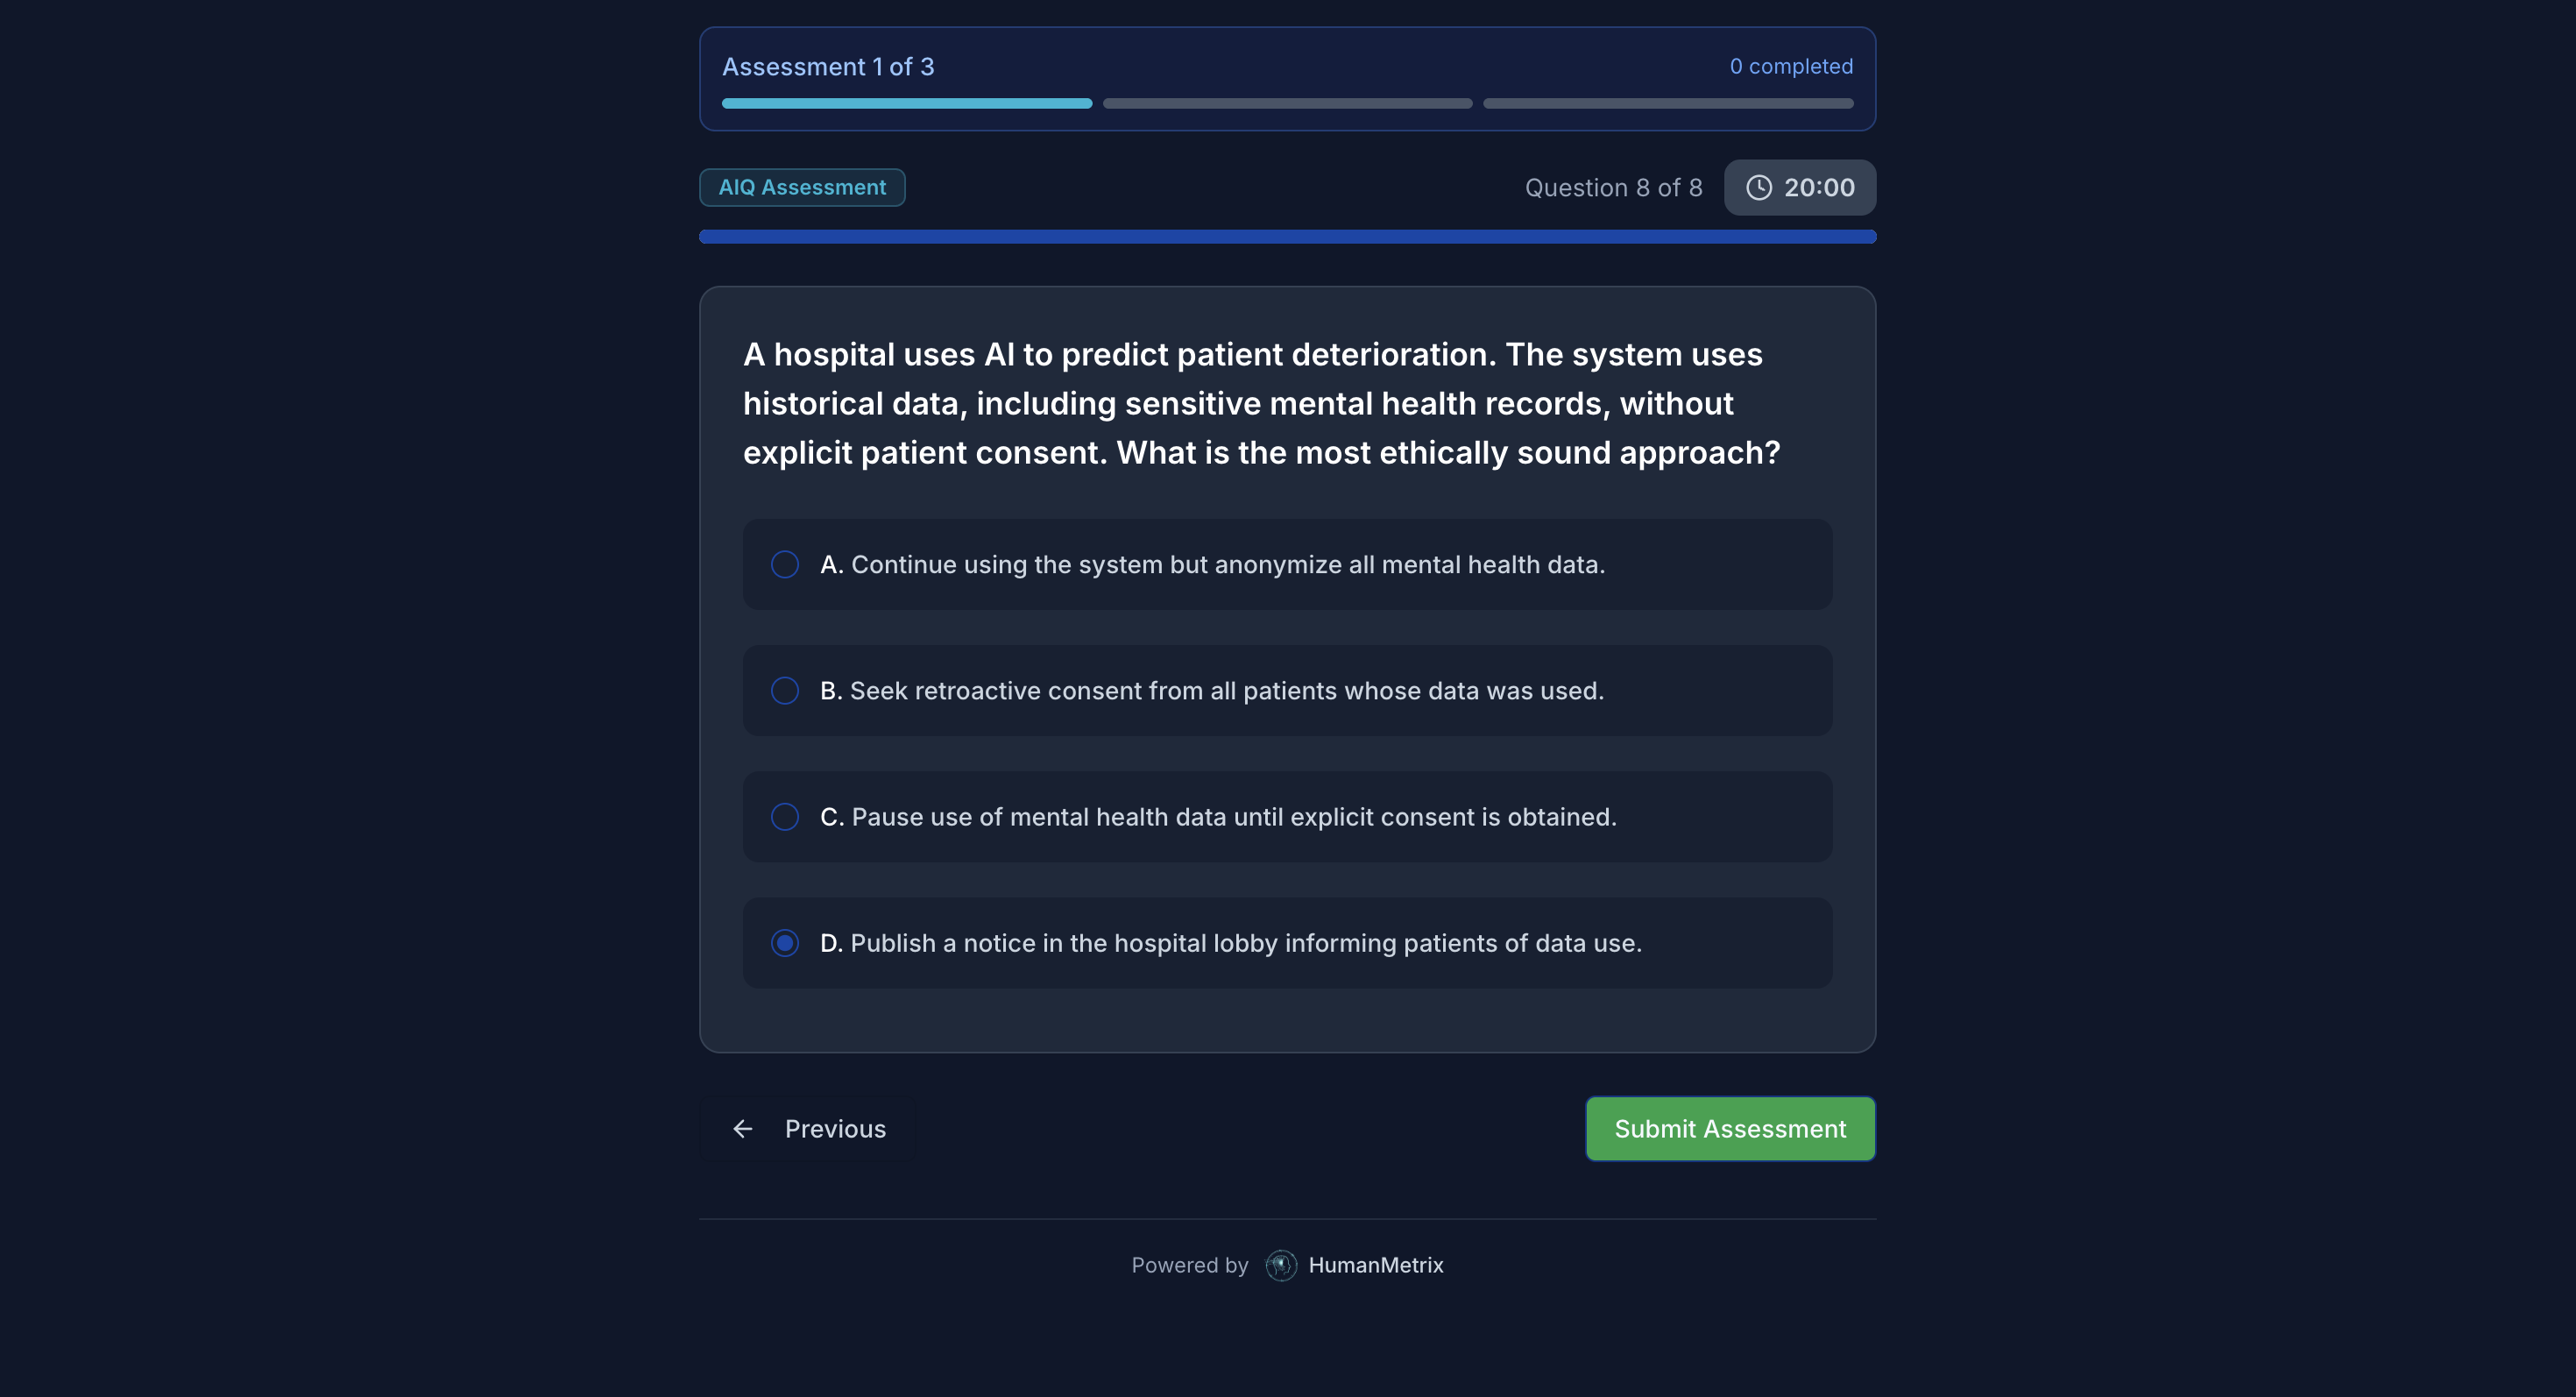 Assessment 1 of 3
0 completed
AIQ Assessment
Question 8 of 8
20:00
A hospital uses AI to predict patient deterioration. The system uses
historical data, including sensitive mental health records, without
explicit patient consent. What is the most ethically sound approach?
A. Continue using the system but anonymize all mental health data.
B. Seek retroactive consent from all patients whose data was used.
C. Pause use of mental health data until explicit consent is obtained.
D. Publish a notice in the hospital lobby informing patients of data use.
Previous
Submit Assessment
Powered by HumanMetrix